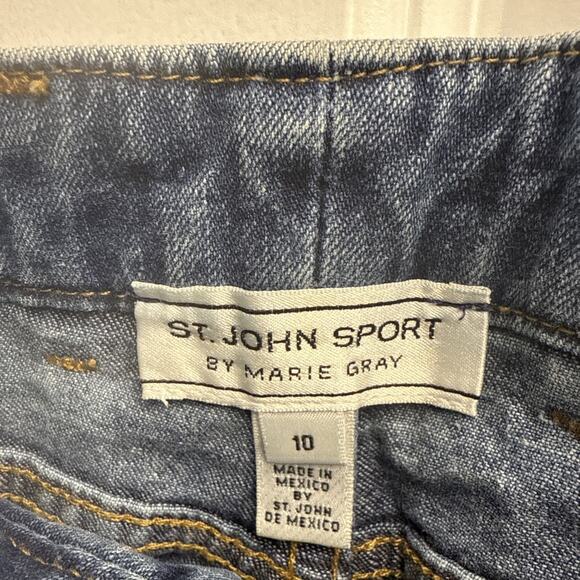 ST. JOHN SPORT
BY MARIE GRAY
10
MADE IN
MEXICO
BY
ST. JOHN
DE MEXICO